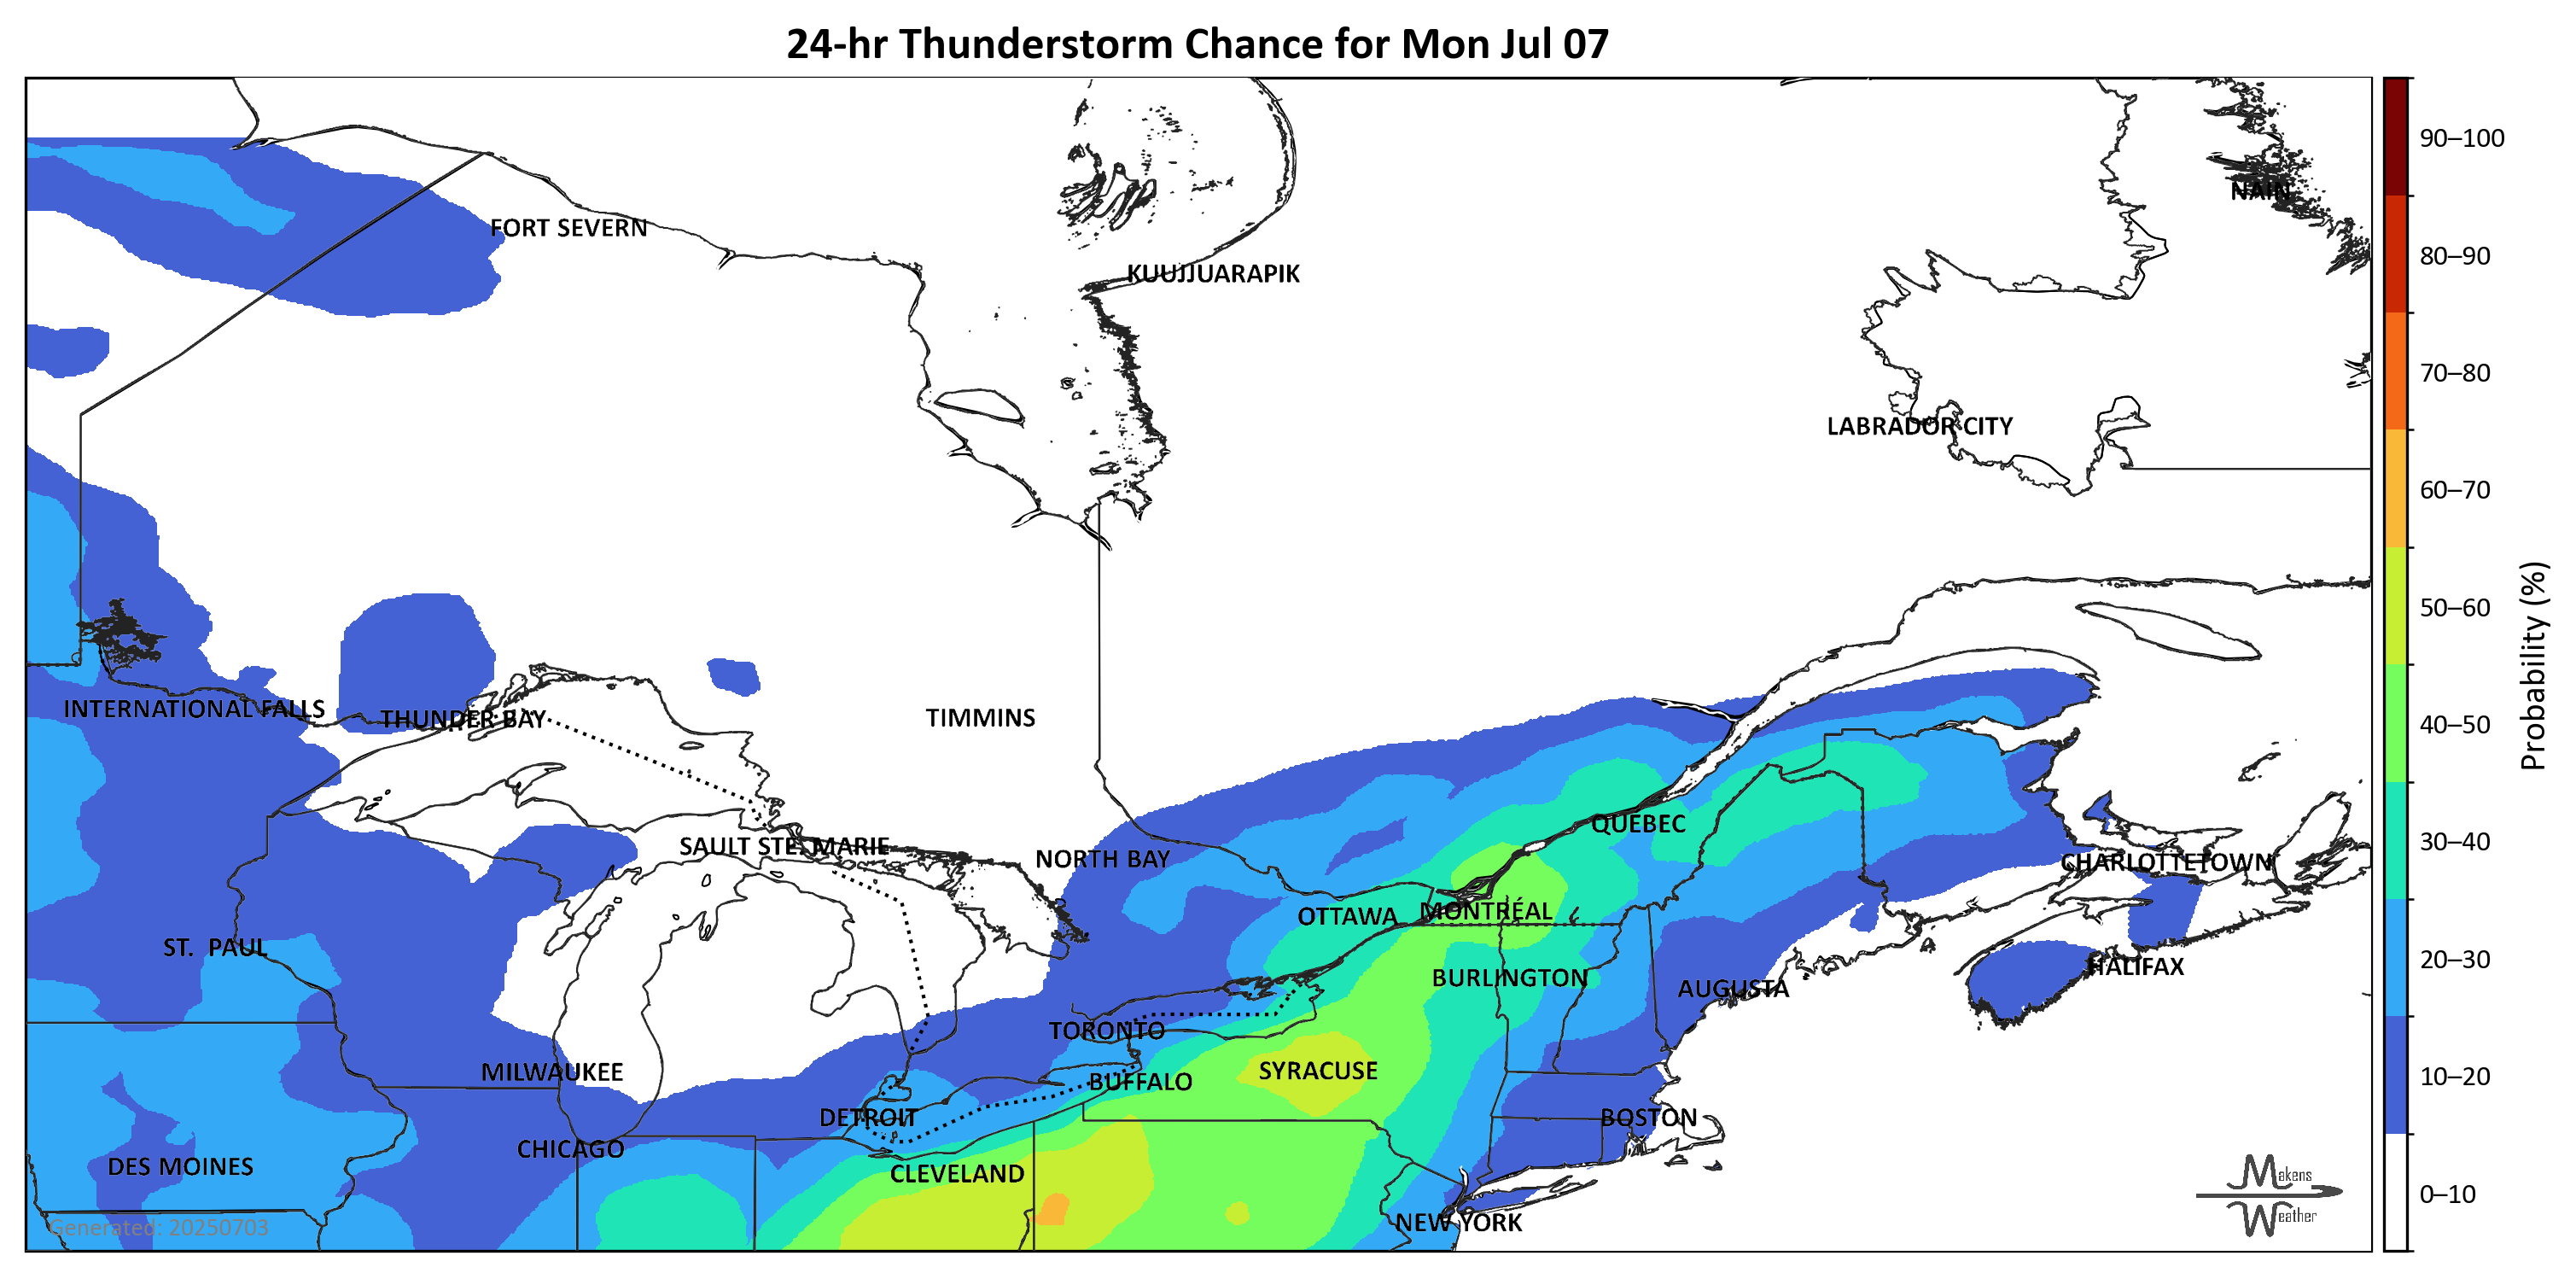 24-hr Thunderstorm Chance for Mon Jul 07
90–100
NAIN
FORT SEVERN
80–90
KUUJJUARAPIK
70–80
LABRADOR CITY
60–70
50–60
Probability (%)
INTERNATIONAL FALLS
THUNDER BAY
TIMMINS
40–50
QUEBEC
SAULT STE. MARIE
30–40
NORTH BAY
CHARLOTTETOWN
OTTAWA
MONTRÉAL
ST. PAUL
20–30
HALIFAX
BURLINGTON
AUGUSTA
TORONTO
MILWAUKEE
SYRACUSE
BUFFALO
10–20
DETROIT
BOSTON
CHICAGO
DES MOINES
CLEVELAND
Makens
Weather
0–10
NEW YORK
Generated: 20250703